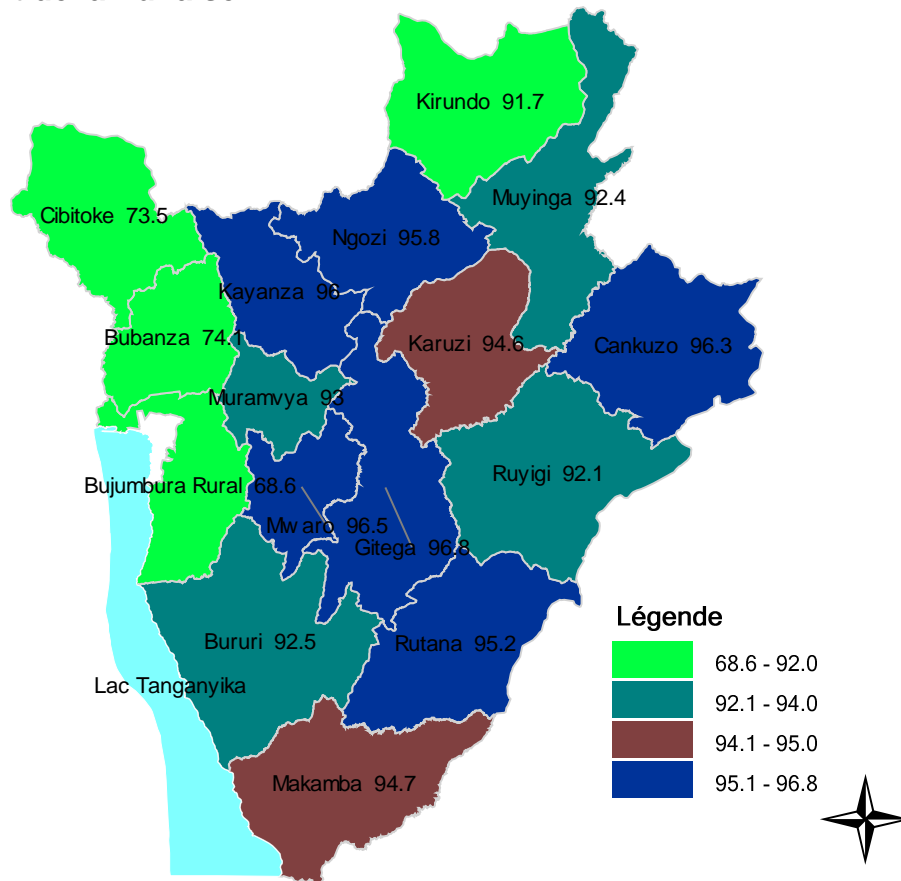 Kirundo 91.7
Muyinga 92.4
Cibitoke 73.5
Ngozi 95.8
Kayanza 96
Bubanza 74.1
Karuzi 94.6
Cankuzo 96.3
Muramvya 93
Ruyigi 92.1
Bujumbura Rural 68.6
Mwaro 96.5
Gitega 96.8
Bururi 92.5
Rutana 95.2
Lac Tanganyika
Makamba 94.7
Légende
68.6 - 92.0
92.1 - 94.0
94.1 - 95.0
95.1 - 96.8